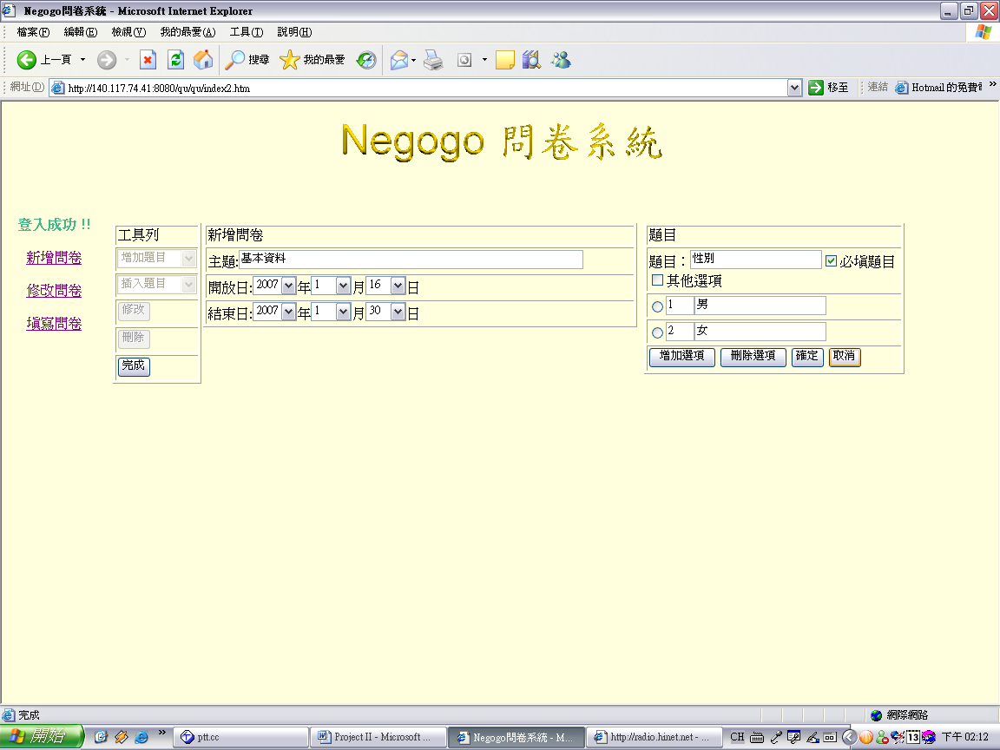 Negogo問卷系統 - Microsoft Internet Explorer
檔案(F) 編輯(E) 檢視(V) 我的最愛(A) 工具(T) 說明(H)
上一頁 搜尋 我的最愛
網址(D) http://140.117.74.41:8080/qu/qu/index2.htm 移至 連結 Hotmail 的免費
Negogo 問卷系統
登入成功 !!
新增問卷
修改問卷
填寫問卷
工具列
增加題目
插入題目
修改
刪除
完成
新增問卷
主題: 基本資料
開放日: 2007 年 1 月 16 日
結束日: 2007 年 1 月 30 日
題目
題目： 性別 必填題目
其他選項
1 男
2 女
增加選項 刪除選項 確定 取消
完成 網際網路
開始 ptt.cc Project II - Microsoft ... Negogo問卷系統 - M... http://radio.hinet.net - ... CH 13 下午 02:12